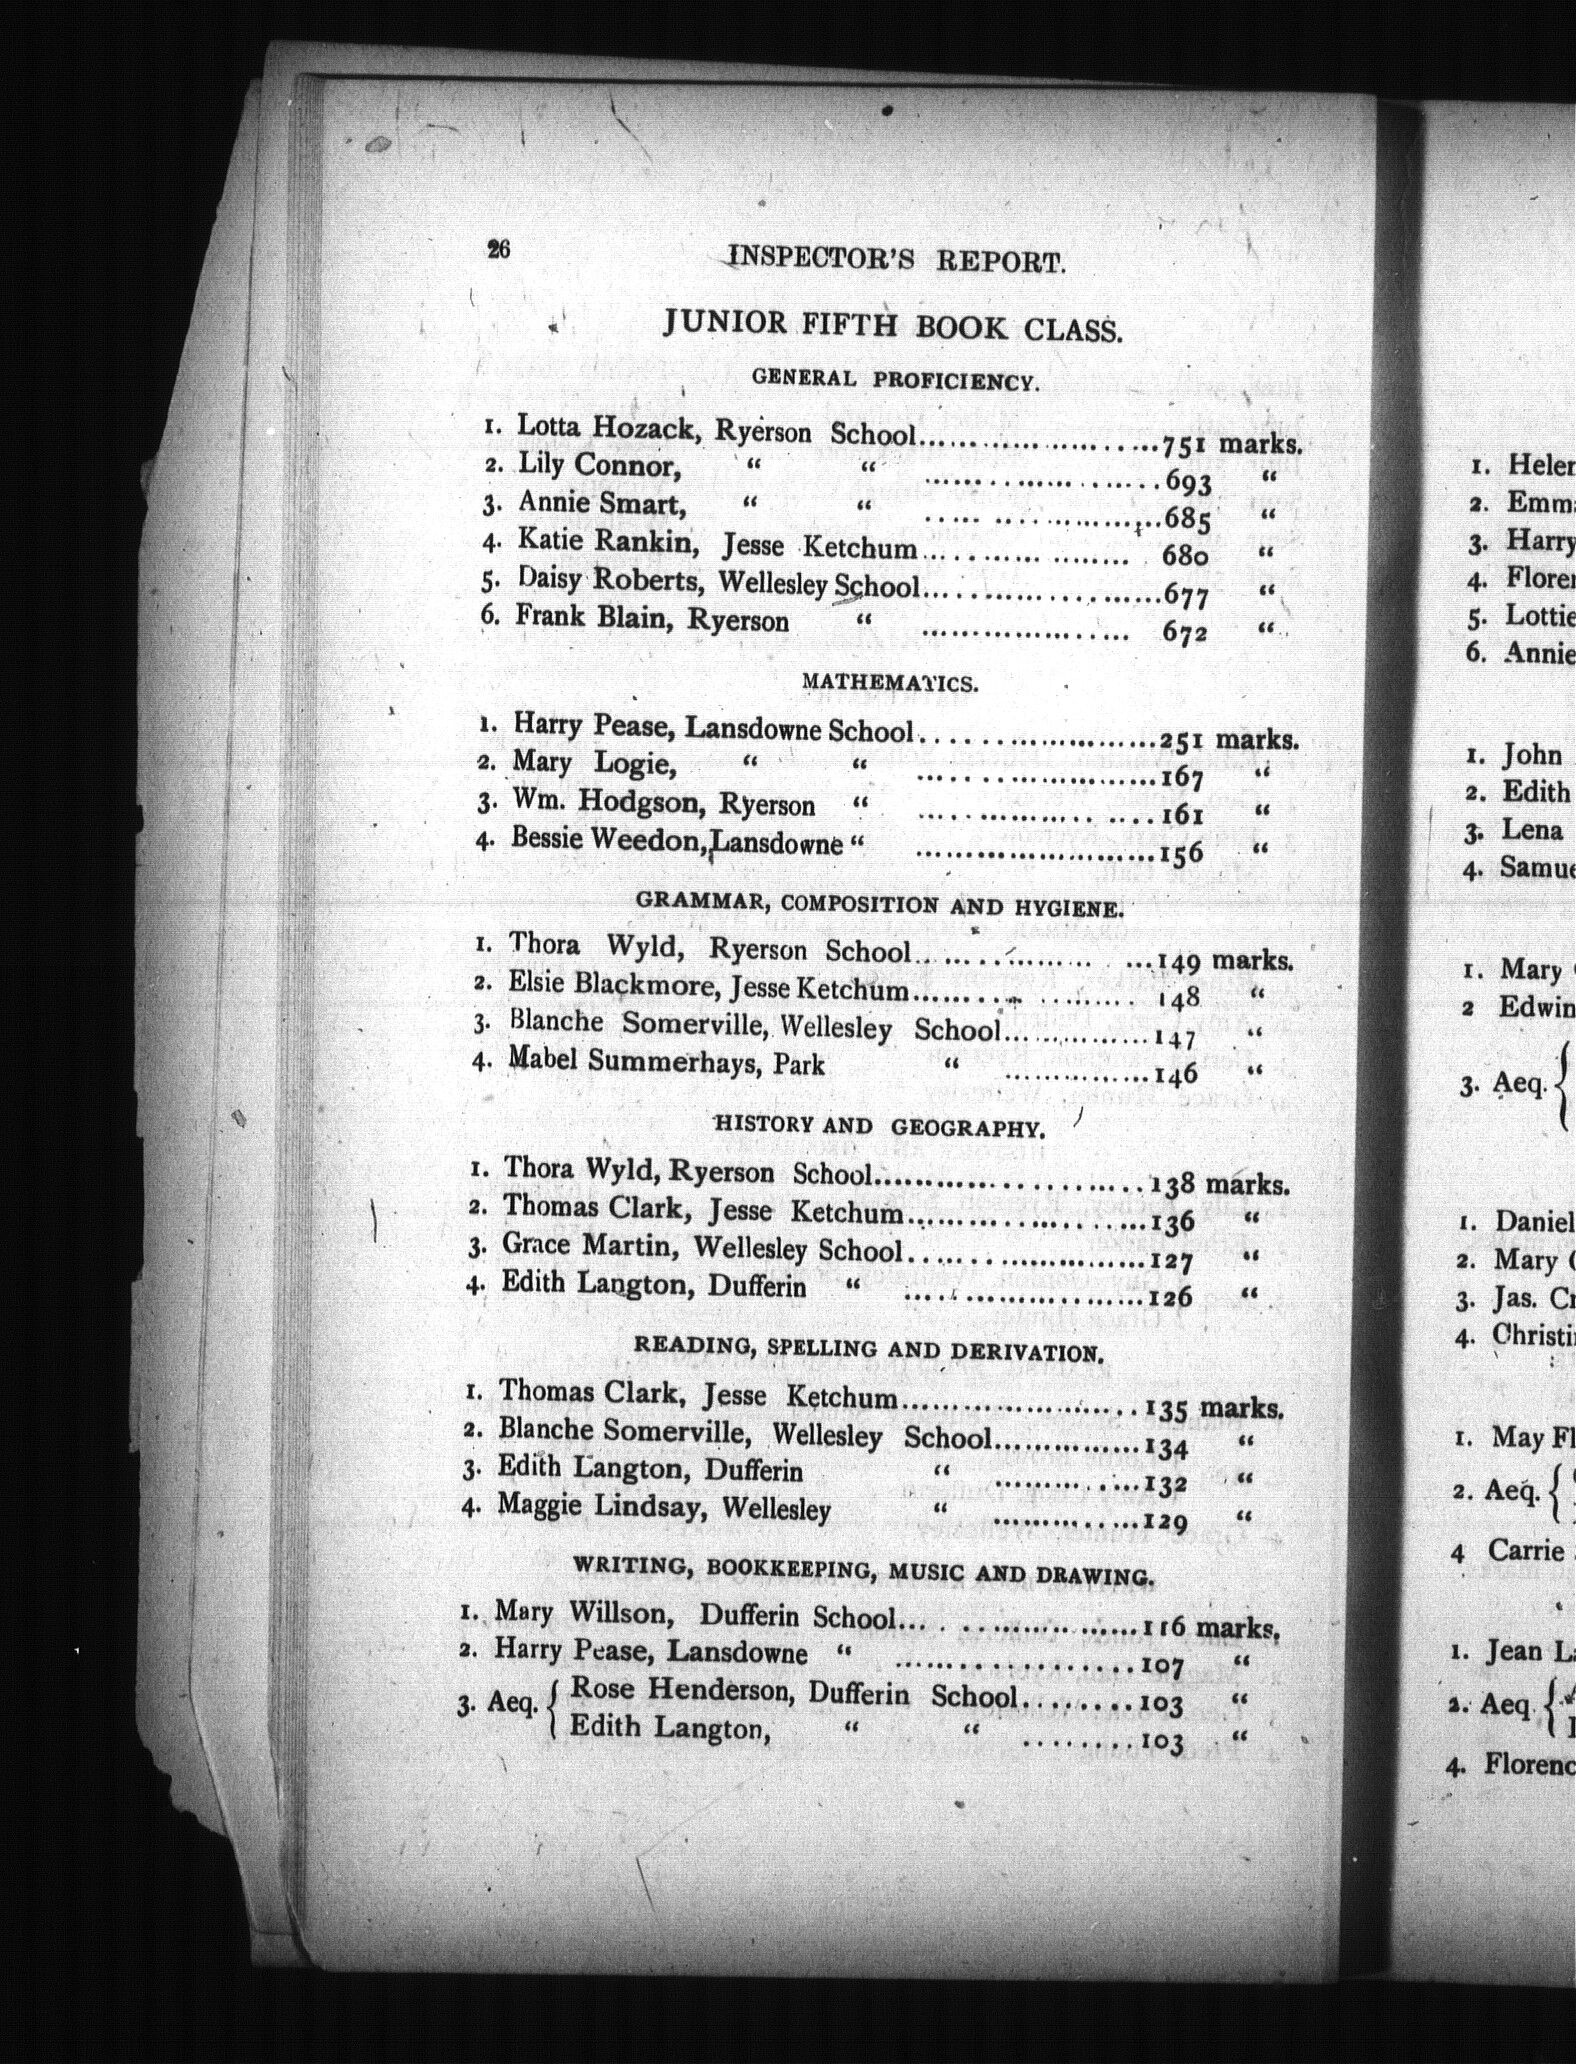 26
INSPECTOR'S REPORT.
JUNIOR FIFTH BOOK CLASS.
GENERAL PROFICIENCY.
1. Lotta Hozack, Ryerson School........................751 marks.
2. Lily Connor, " " ........................693 "
3. Annie Smart, " " ........................685 "
4. Katie Rankin, Jesse Ketchum..................... 680 "
5. Daisy Roberts, Wellesley School........................677 "
6. Frank Blain, Ryerson " ..................... 672 "
MATHEMATICS.
1. Harry Pease, Lansdowne School........................251 marks.
2. Mary Logie, " " ........................167 "
3. Wm. Hodgson, Ryerson " ........................161 "
4. Bessie Weedon, Lansdowne " ........................156 "
GRAMMAR, COMPOSITION AND HYGIENE.
1. Thora Wyld, Ryerson School..................... ...149 marks.
2. Elsie Blackmore, Jesse Ketchum..................... 148 "
3. Blanche Somerville, Wellesley School...............147 "
4. Mabel Summerhays, Park " ...............146 "
HISTORY AND GEOGRAPHY.
1. Thora Wyld, Ryerson School...........................138 marks.
2. Thomas Clark, Jesse Ketchum........................136 "
3. Grace Martin, Wellesley School........................127 "
4. Edith Langton, Dufferin " ........................126 "
READING, SPELLING AND DERIVATION.
1. Thomas Clark, Jesse Ketchum........................135 marks.
2. Blanche Somerville, Wellesley School...............134 "
3. Edith Langton, Dufferin " ...............132 "
4. Maggie Lindsay, Wellesley " ...............129 "
WRITING, BOOKKEEPING, MUSIC AND DRAWING.
1. Mary Willson, Dufferin School........................116 marks.
2. Harry Pease, Lansdowne " ........................107 "
3. Aeq. { Rose Henderson, Dufferin School.........103 "
Edith Langton, " " .........103 "
1. Helen
2. Emma
3. Harry
4. Floren
5. Lottie
6. Annie
1. John
2. Edith
3. Lena
4. Samue
1. Mary
2 Edwin
3. Aeq. {
1. Daniel
2. Mary
3. Jas. Cr
4. Christi
1. May Fl
2. Aeq. {
4 Carrie
1. Jean La
2. Aeq {
4. Florenc